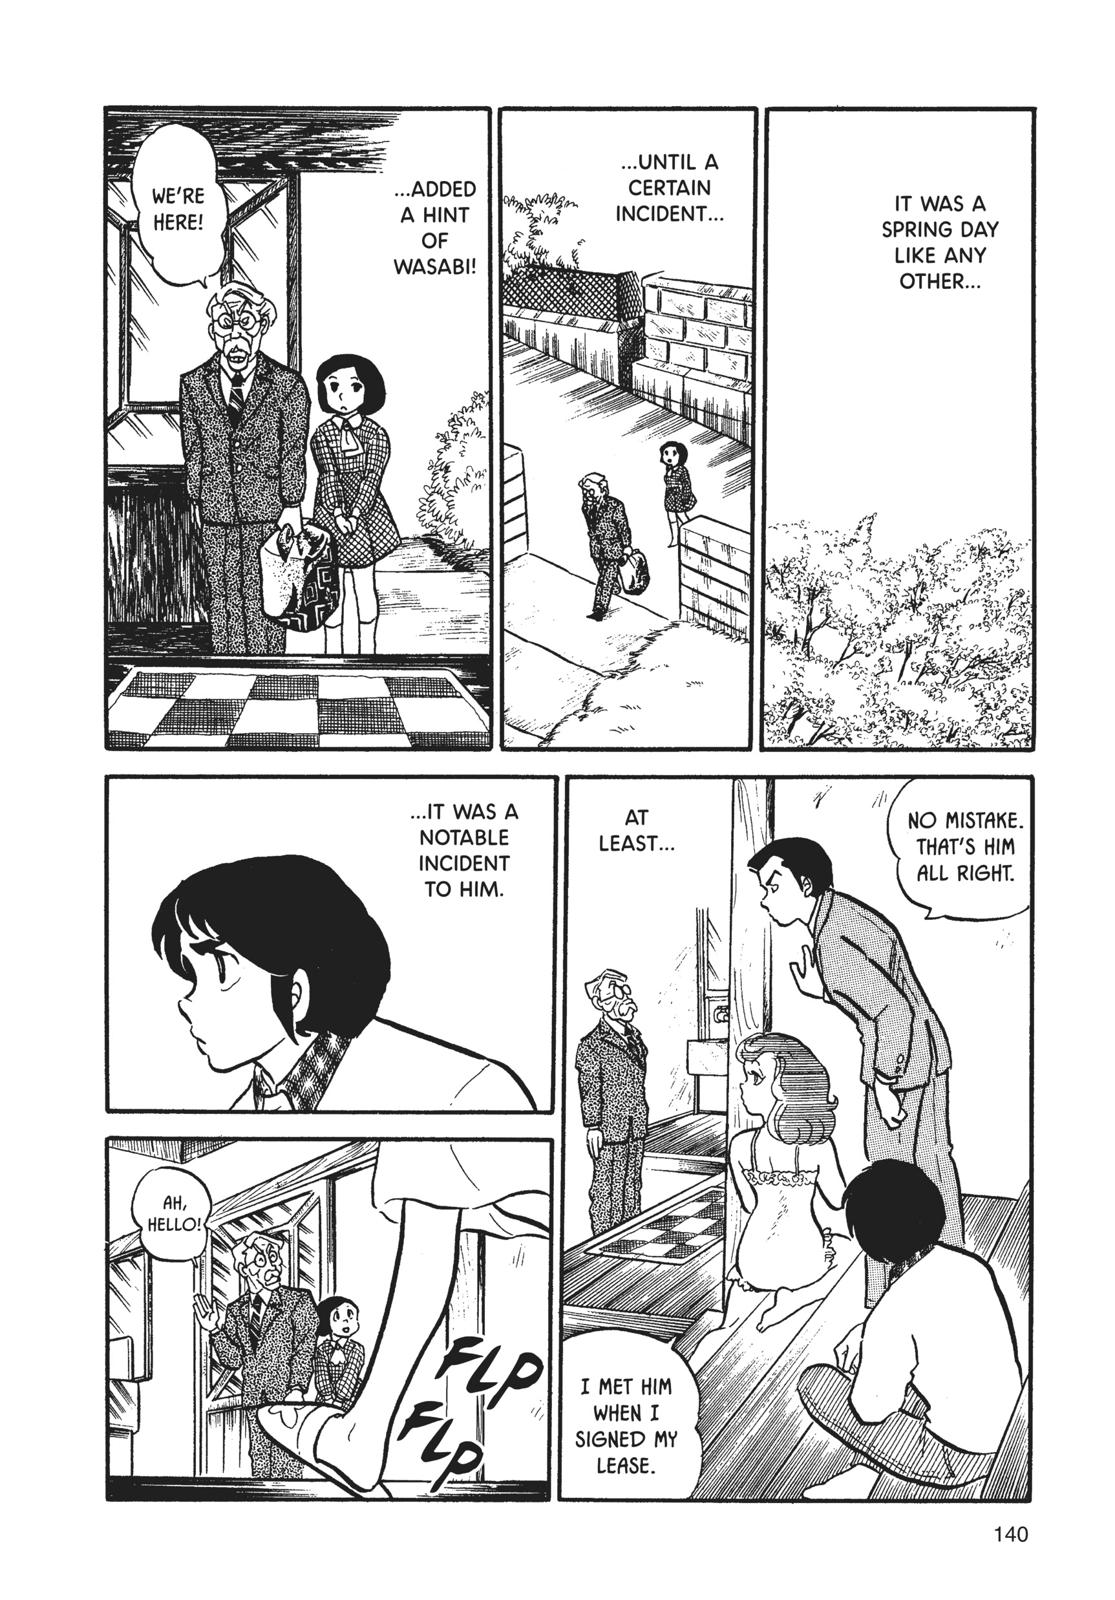 IT WAS A
SPRING DAY
LIKE ANY
OTHER...
...UNTIL A
CERTAIN
INCIDENT...
...ADDED
A HINT
OF
WASABI!
WE'RE
HERE!
NO MISTAKE.
THAT'S HIM
ALL RIGHT.
AT
LEAST...
I MET HIM
WHEN I
SIGNED MY
LEASE.
...IT WAS A
NOTABLE
INCIDENT
TO HIM.
AH,
HELLO!
FLP
FLP
140